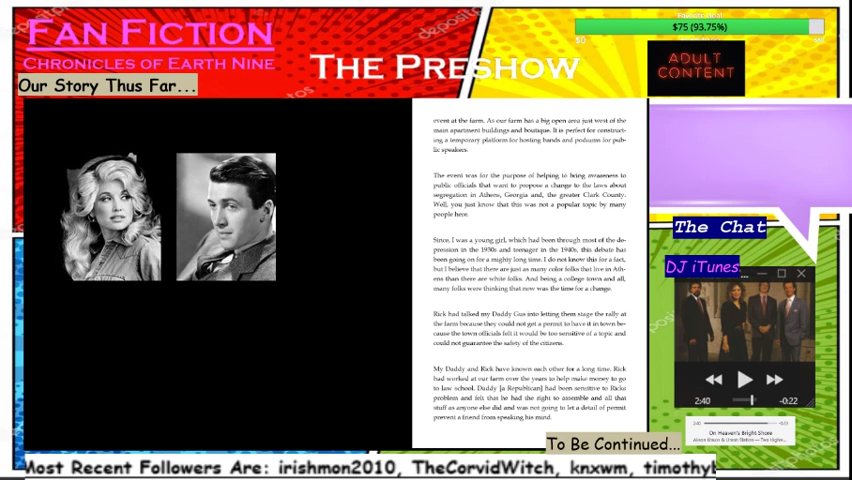 Fan Fiction
Chronicles of Earth Nine
The Preshow
$75 (93.75%)
$0
ADULT
CONTENT
Our Story Thus Far...
event at the farm. As our farm has a big open area just west of the
main apartment buildings and boutique. It is perfect for construct-
ing a temporary platform for hosting bands and podiums for pub-
lic speakers.
The event was for the purpose of helping to bring awareness to
public officials that want to propose a change to the laws about
segregation in Athens, Georgia and, the greater Clark County.
Well, you just know that this was not a popular topic by many
people here.
Since, I was a young girl, which had been through most of the de-
pression in the 1930s and teenager in the 1940s, this debate has
been going on for a mighty long time. I do not know this for a fact,
but I believe that there are just as many color folks that live in Ath-
ens than there are white folks. And being a college town and all,
many folks were thinking that now was the time for a change.
Rick had talked my Daddy Gus into letting them stage the rally at
the farm because they could not get a permit to have it in town be-
cause the town officials felt it would be too sensitive of a topic and
could not guarantee the safety of the citizens.
My Daddy and Rick have known each other for a long time. Rick
had worked at our farm over the years to help make money to go
to law school. Daddy [a Republican] had been sensitive to Ricks
problem and felt that he had the right to assemble and all that
stuff as anyone else did and was not going to let a detail of permit
prevent a friend from speaking his mind.
To Be Continued...
The Chat
DJ iTunes
2:40
-0:22
2:40
-0:22
On Heaven's Bright Shore
Alison Krauss & Union Station — Two Highw...
Most Recent Followers Are: irishmon2010, TheCorvidWitch, knxwm, timothyb